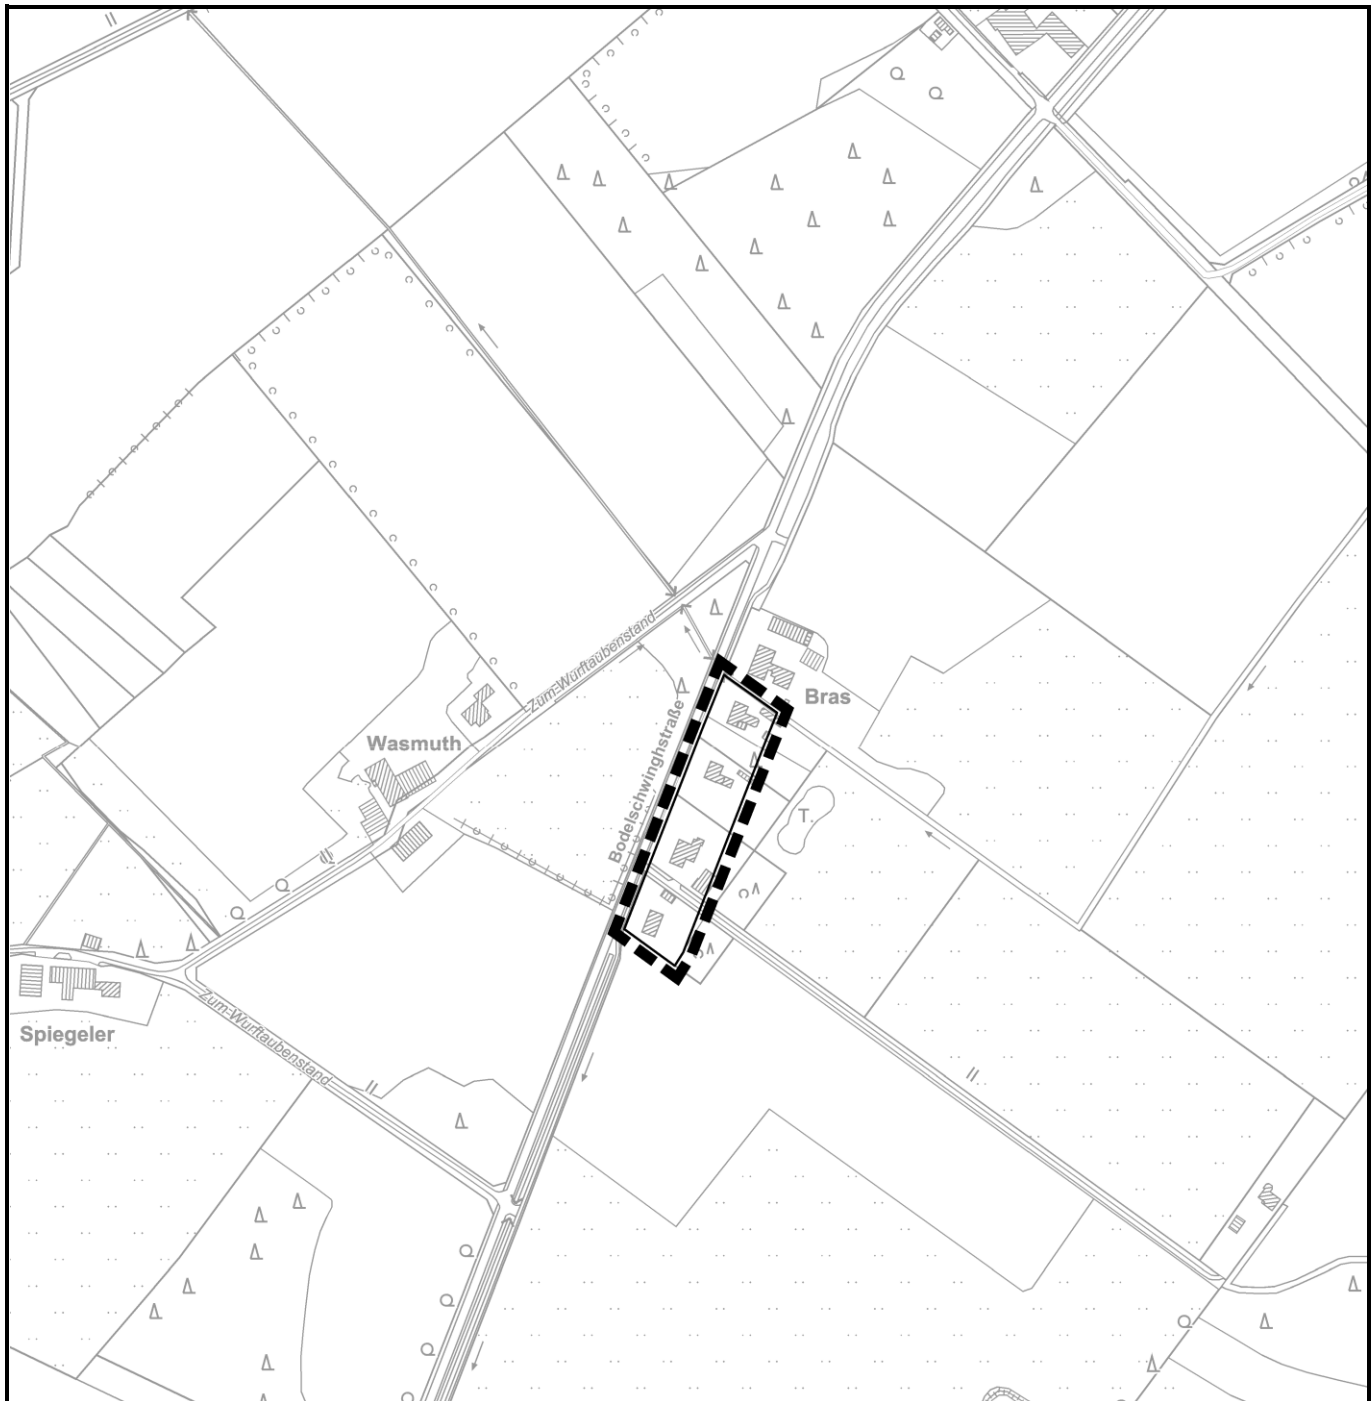 Zum-Wurftaubenstand
Bras
Wasmuth
Bodelschwinghstraße
T.
Spiegeler
Zum-Wurftaubenstand